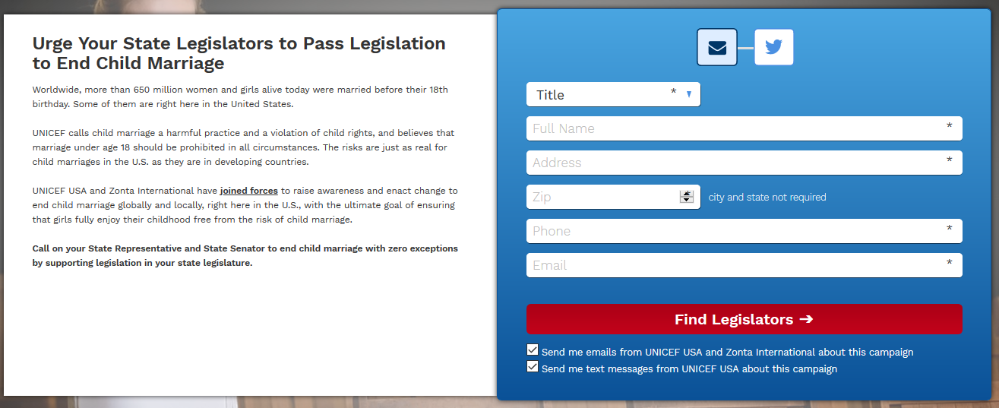 Urge Your State Legislators to Pass Legislation
to End Child Marriage
Worldwide, more than 650 million women and girls alive today were married before their 18th
birthday. Some of them are right here in the United States.
UNICEF calls child marriage a harmful practice and a violation of child rights, and believes that
marriage under age 18 should be prohibited in all circumstances. The risks are just as real for
child marriages in the U.S. as they are in developing countries.
UNICEF USA and Zonta International have joined forces to raise awareness and enact change to
end child marriage globally and locally, right here in the U.S., with the ultimate goal of ensuring
that girls fully enjoy their childhood free from the risk of child marriage.
Call on your State Representative and State Senator to end child marriage with zero exceptions
by supporting legislation in your state legislature.
Title *
Full Name *
Address *
Zip city and state not required
Phone *
Email *
Find Legislators ➔
Send me emails from UNICEF USA and Zonta International about this campaign
Send me text messages from UNICEF USA about this campaign